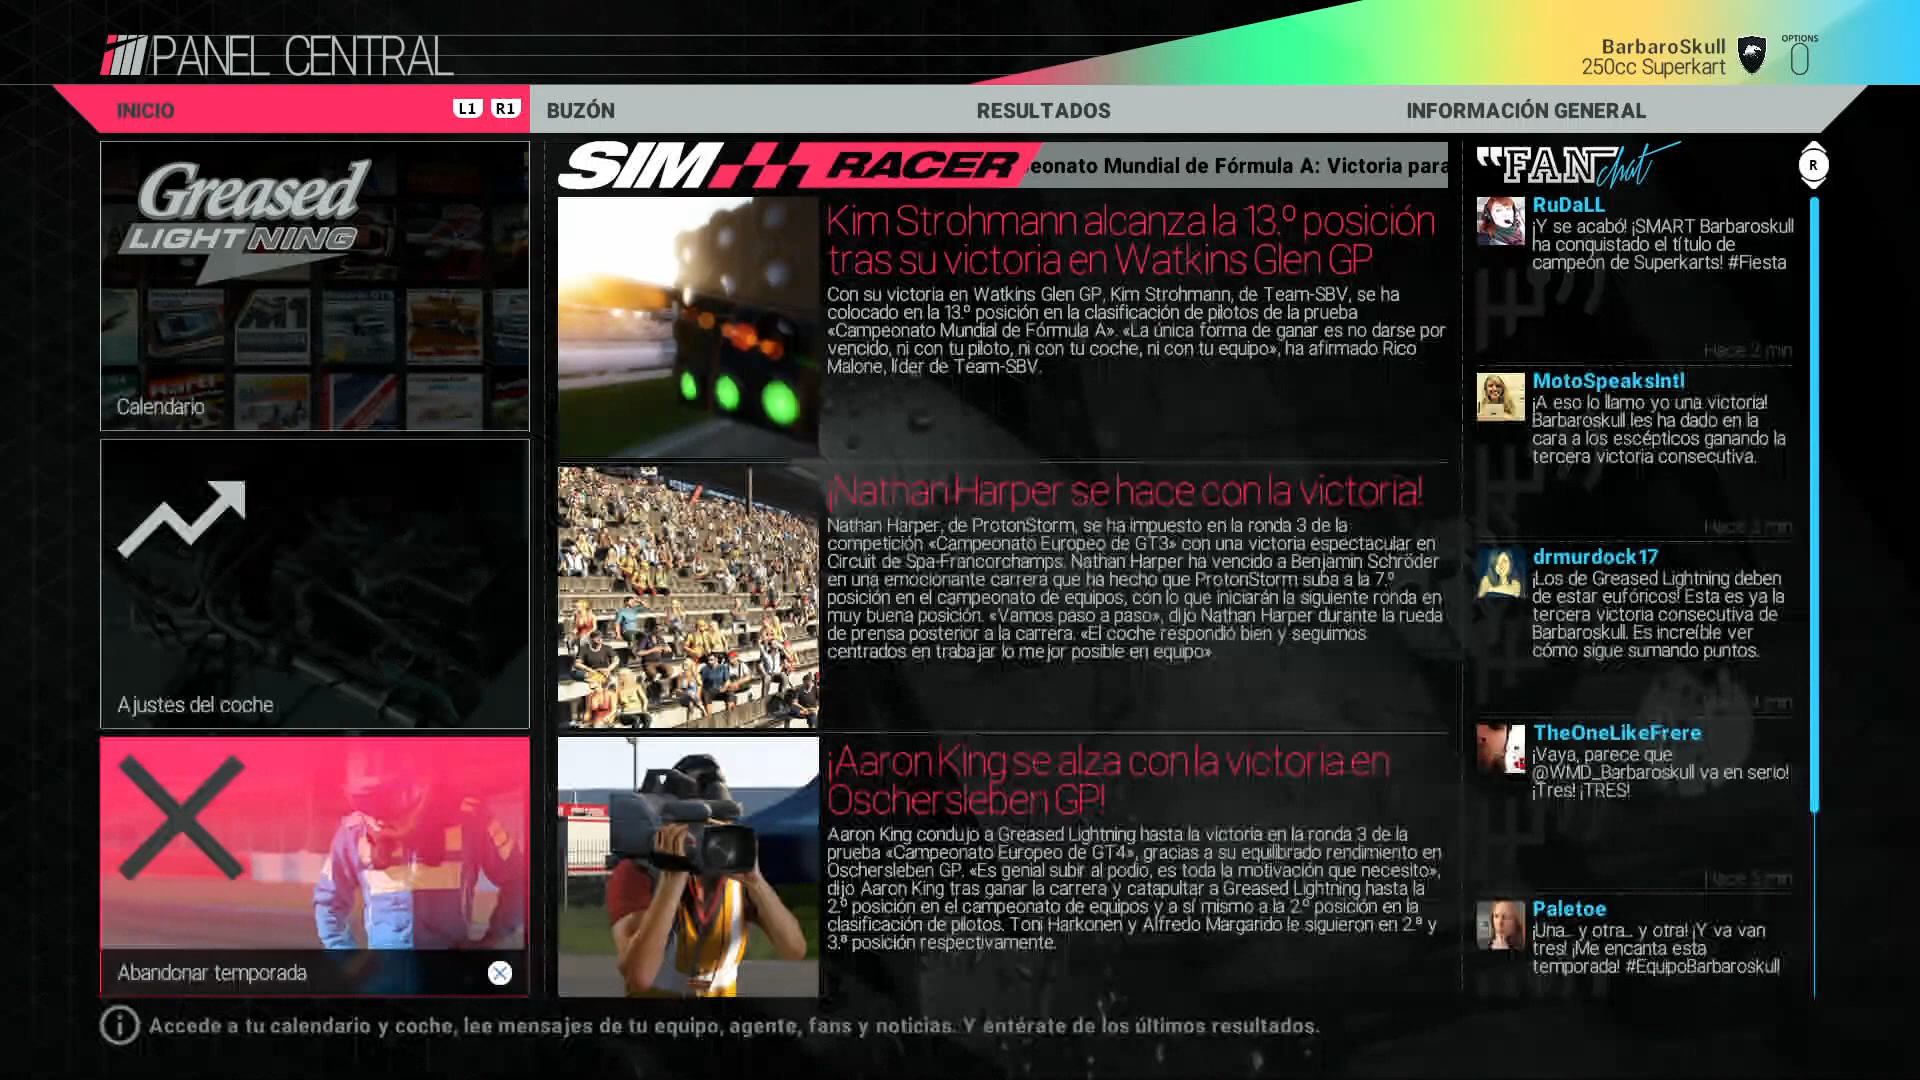 PANEL CENTRAL
BarbaroSkull
250cc Superkart
OPTIONS
INICIO
L1 R1
BUZÓN
RESULTADOS
INFORMACIÓN GENERAL
Greased
LIGHTNING
Calendario
Ajustes del coche
Abandonar temporada
SIM RACER
eonato Mundial de Fórmula A: Victoria para
Kim Strohmann alcanza la 13.º posición
tras su victoria en Watkins Glen GP
Con su victoria en Watkins Glen GP, Kim Strohmann, de Team-SBV, se ha
colocado en la 13.º posición en la clasificación de pilotos de la prueba
«Campeonato Mundial de Fórmula A». «La única forma de ganar es no darse por
vencido, ni con tu piloto, ni con tu coche, ni con tu equipo», ha afirmado Rico
Malone, líder de Team-SBV.
¡Nathan Harper se hace con la victoria!
Nathan Harper, de ProtonStorm, se ha impuesto en la ronda 3 de la
competición «Campeonato Europeo de GT3» con una victoria espectacular en
Circuit de Spa-Francorchamps. Nathan Harper ha vencido a Benjamin Schröder
en una emocionante carrera que ha hecho que ProtonStorm suba a la 7.º
posición en el campeonato de equipos, con lo que iniciarán la siguiente ronda en
muy buena posición. «Vamos paso a paso», dijo Nathan Harper durante la rueda
de prensa posterior a la carrera. «El coche respondió bien y seguimos
centrados en trabajar lo mejor posible en equipo».
¡Aaron King se alza con la victoria en
Oschersleben GP!
Aaron King condujo a Greased Lightning hasta la victoria en la ronda 3 de la
prueba «Campeonato Europeo de GT4», gracias a su equilibrado rendimiento en
Oschersleben GP. «Es genial subir al podio, es toda la motivación que necesito»,
dijo Aaron King tras ganar la carrera y catapultar a Greased Lightning hasta la
2.º posición en el campeonato de equipos y a sí mismo a la 2.º posición en la
clasificación de pilotos. Toni Harkonen y Alfredo Margarido le siguieron en 2.ª y
3.ª posición respectivamente.
"FAN chat
R
RuDaLL
¡Y se acabó! ¡SMART Barbaroskull
ha conquistado el título de
campeón de Superkarts! #Fiesta
Hace 2 min
MotoSpeaksIntl
¡A eso lo llamo yo una victoria!
Barbaroskull les ha dado en la
cara a los escépticos ganando la
tercera victoria consecutiva.
Hace 3 min
drmurdock17
¡Los de Greased Lightning deben
de estar eufóricos! Esta es ya la
tercera victoria consecutiva de
Barbaroskull. Es increíble ver
cómo sigue sumando puntos.
min
TheOneLikeFrere
¡Vaya, parece que
@WMD_Barbaroskull va en serio!
¡Tres! ¡TRES!
Hace 5 min
Paletoe
¡Una... y otra... y otra! ¡Y va van
tres! ¡Me encanta esta
temporada! #EquipoBarbaroskull
Accede a tu calendario y coche, lee mensajes de tu equipo, agente, fans y noticias. Y entérate de los últimos resultados.